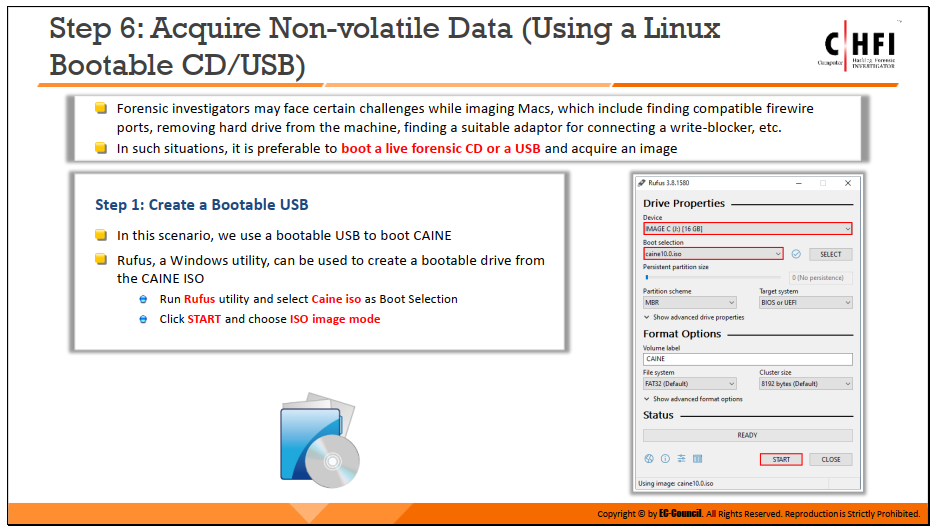 Step 6: Acquire Non-volatile Data (Using a Linux
Bootable CD/USB)
CHFI
Computer Hacking Forensic
INVESTIGATOR
Forensic investigators may face certain challenges while imaging Macs, which include finding compatible firewire
ports, removing hard drive from the machine, finding a suitable adaptor for connecting a write-blocker, etc.
In such situations, it is preferable to boot a live forensic CD or a USB and acquire an image
Step 1: Create a Bootable USB
In this scenario, we use a bootable USB to boot CAINE
Rufus, a Windows utility, can be used to create a bootable drive from
the CAINE ISO
Run Rufus utility and select Caine iso as Boot Selection
Click START and choose ISO image mode
Rufus 3.8.1580
Drive Properties
Device
IMAGE C (J:) [16 GB]
Boot selection
caine10.0.iso
SELECT
Persistent partition size
0 (No persistence)
Partition scheme
Target system
MBR
BIOS or UEFI
Show advanced drive properties
Format Options
Volume label
CAINE
File system
Cluster size
FAT32 (Default)
8192 bytes (Default)
Show advanced format options
Status
READY
START
CLOSE
Using image: caine10.0.iso
Copyright © by EC-Council. All Rights Reserved. Reproduction is Strictly Prohibited.